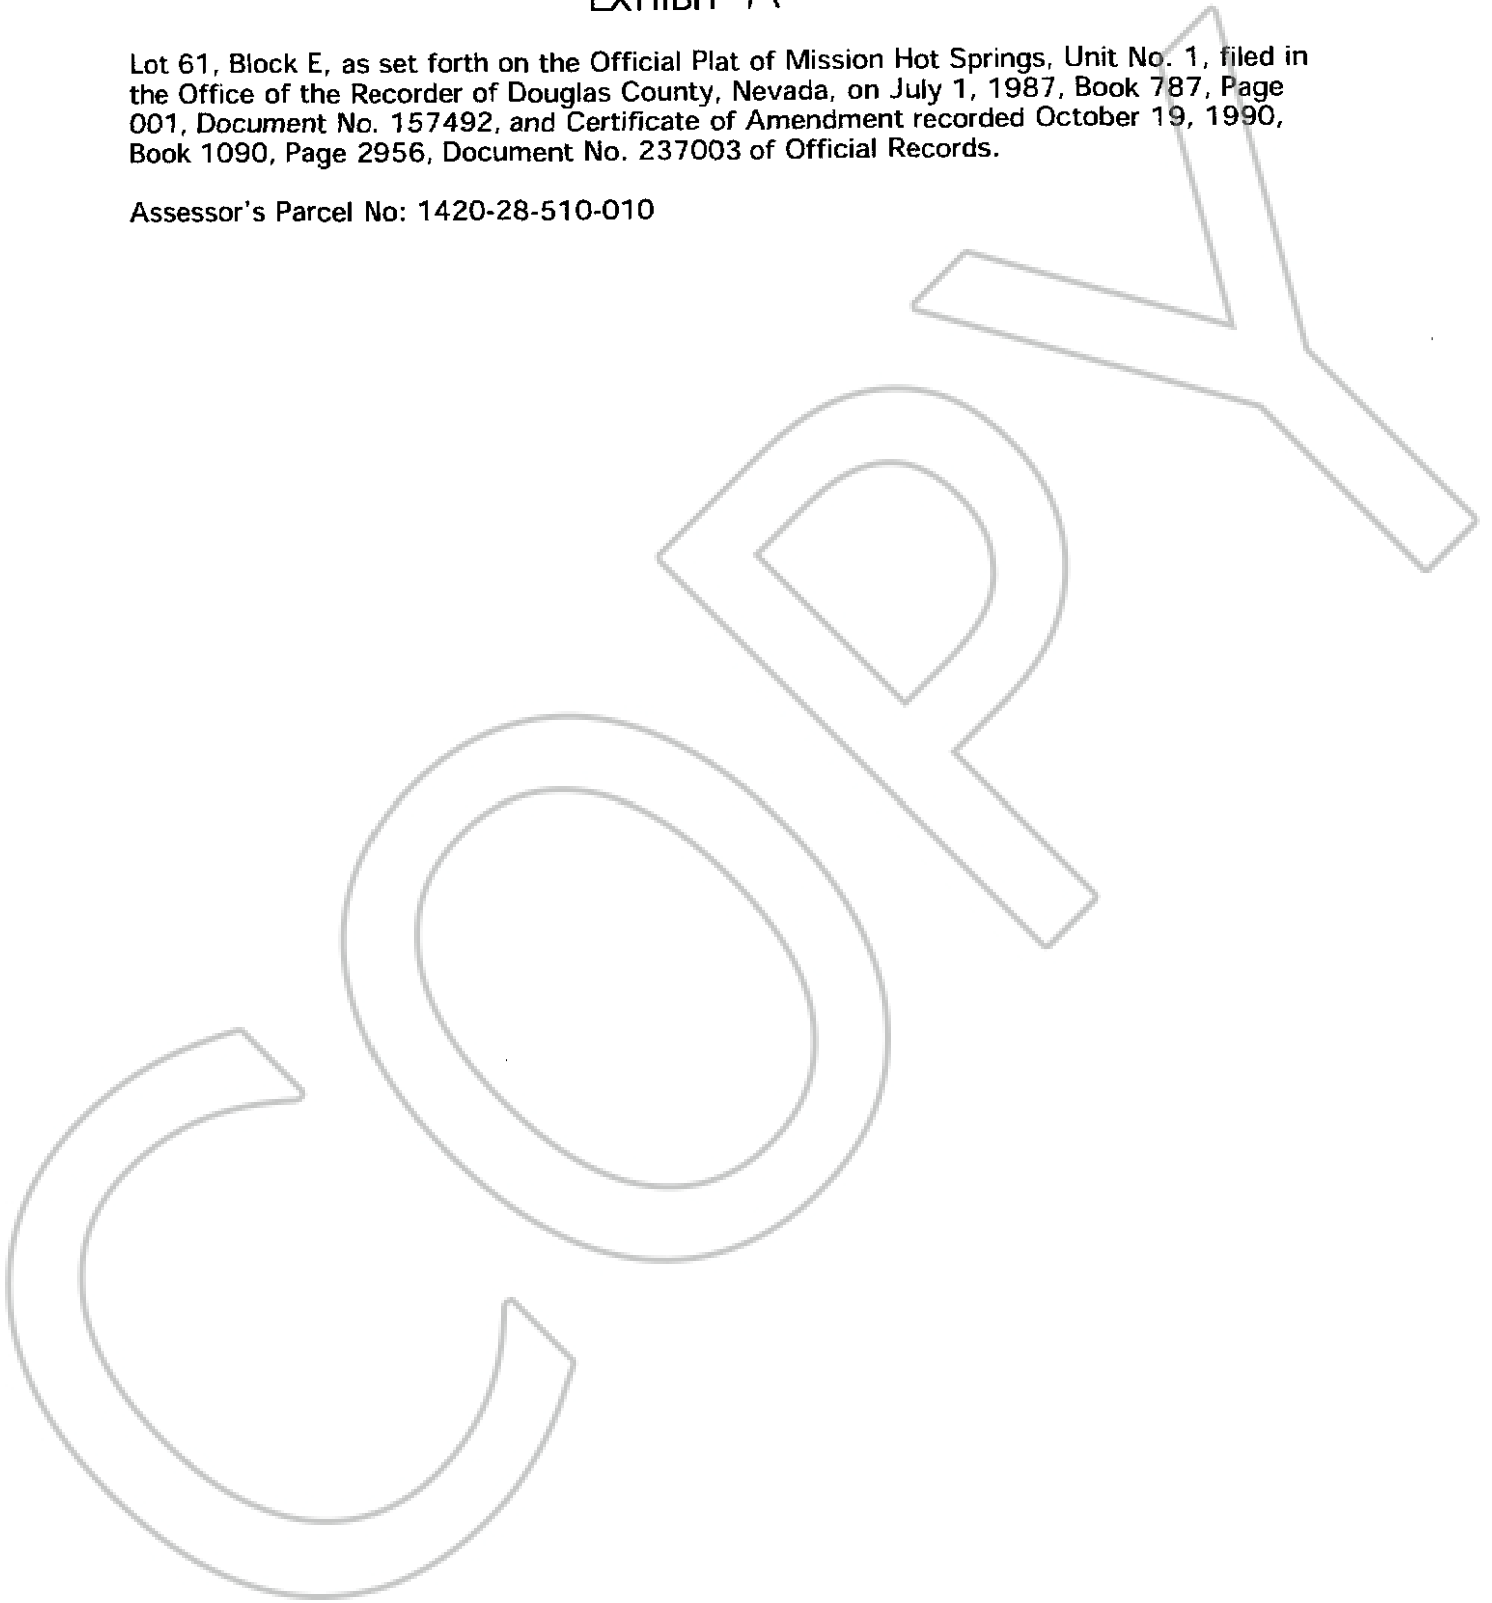 EXHIBIT "A"
Lot 61, Block E, as set forth on the Official Plat of Mission Hot Springs, Unit No. 1, filed in
the Office of the Recorder of Douglas County, Nevada, on July 1, 1987, Book 787, Page
001, Document No. 157492, and Certificate of Amendment recorded October 19, 1990,
Book 1090, Page 2956, Document No. 237003 of Official Records.
Assessor's Parcel No: 1420-28-510-010
COPY